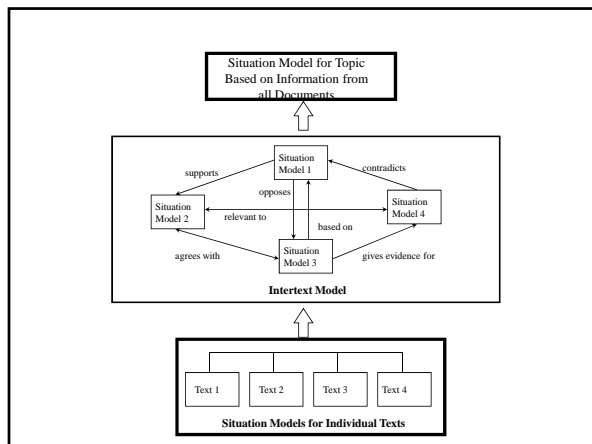 Situation Model for Topic
Based on Information from
all Documents
Situation
Model 1
supports
contradicts
opposes
Situation
Model 2
relevant to
Situation
Model 4
based on
agrees with
Situation
Model 3
gives evidence for
Intertext Model
Text 1
Text 2
Text 3
Text 4
Situation Models for Individual Texts